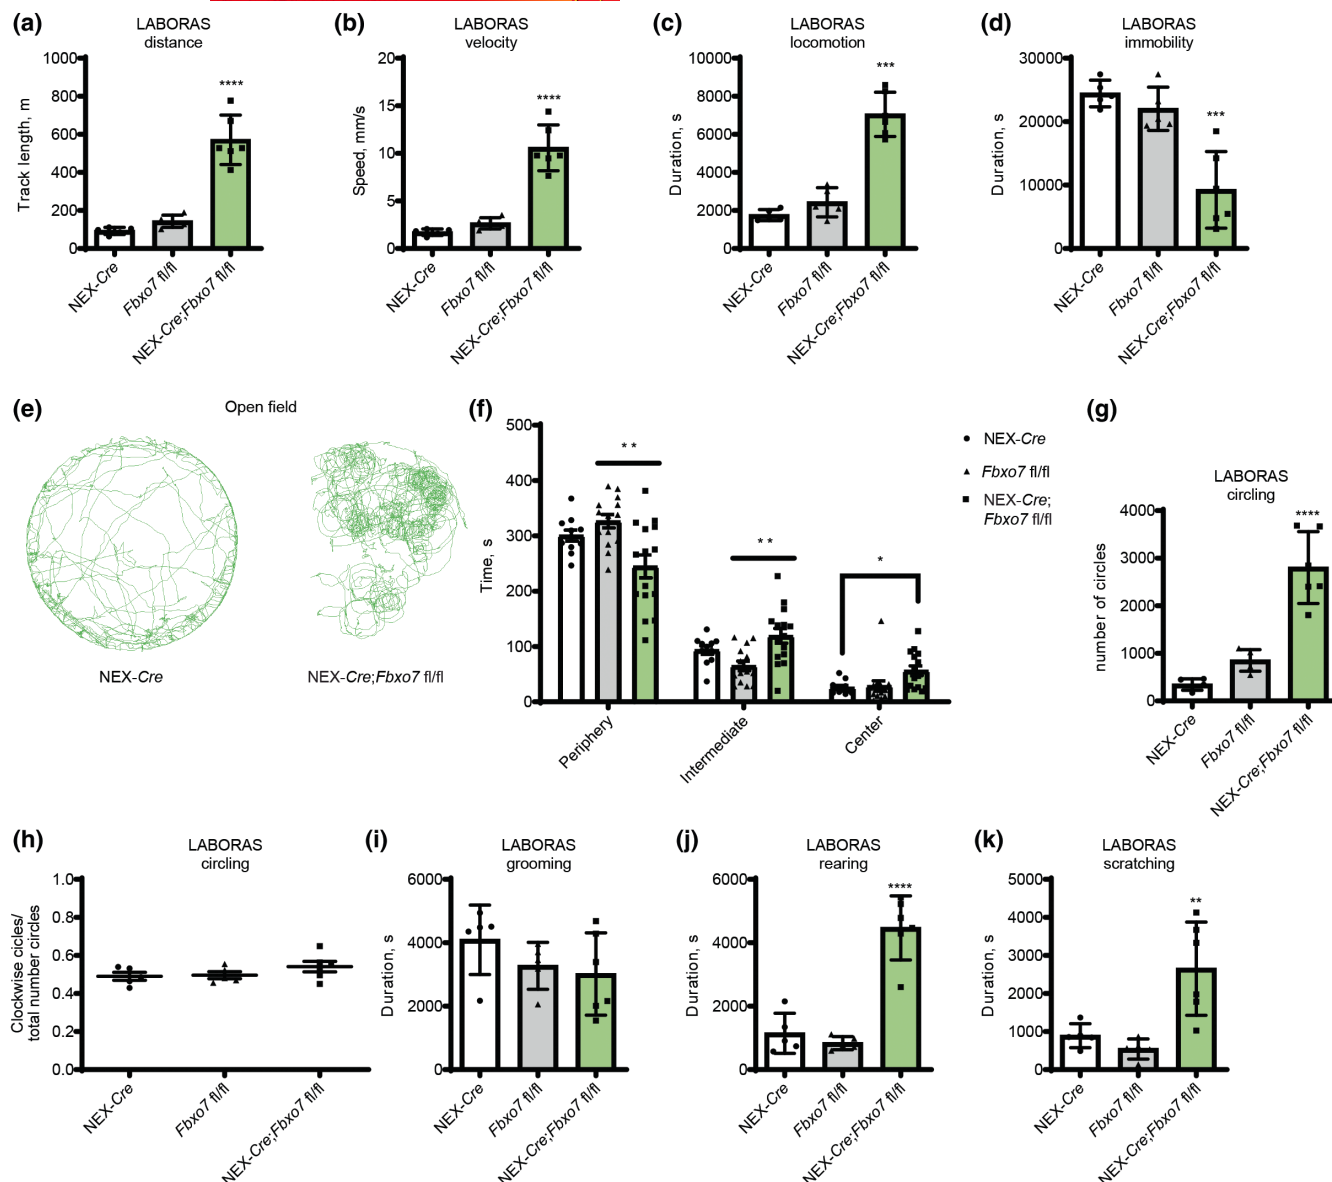 (a)
LABORAS
distance
Track length, m
1000
800
600
400
200
0
****
NEX-Cre
Fbxo7 fl/fl
NEX-Cre;Fbxo7 fl/fl
(b)
LABORAS
velocity
Speed, mm/s
20
15
10
5
0
****
NEX-Cre
Fbxo7 fl/fl
NEX-Cre;Fbxo7 fl/fl
(c)
LABORAS
locomotion
Duration, s
10000
8000
6000
4000
2000
0
***
NEX-Cre
Fbxo7 fl/fl
NEX-Cre;Fbxo7 fl/fl
(d)
LABORAS
immobility
Duration, s
30000
20000
10000
0
***
NEX-Cre
Fbxo7 fl/fl
NEX-Cre;Fbxo7 fl/fl
(e)
Open field
NEX-Cre
NEX-Cre;Fbxo7 fl/fl
(f)
Time, s
500
400
300
200
100
0
**
**
*
Periphery
Intermediate
Center
NEX-Cre
Fbxo7 fl/fl
NEX-Cre;
Fbxo7 fl/fl
(g)
LABORAS
circling
number of circles
4000
3000
2000
1000
0
****
NEX-Cre
Fbxo7 fl/fl
NEX-Cre;Fbxo7 fl/fl
(h)
LABORAS
circling
Clockwise cicles/
total number circles
1.0
0.8
0.6
0.4
0.2
0.0
NEX-Cre
Fbxo7 fl/fl
NEX-Cre;Fbxo7 fl/fl
(i)
LABORAS
grooming
Duration, s
6000
4000
2000
0
NEX-Cre
Fbxo7 fl/fl
NEX-Cre;Fbxo7 fl/fl
(j)
LABORAS
rearing
Duration, s
6000
4000
2000
0
****
NEX-Cre
Fbxo7 fl/fl
NEX-Cre;Fbxo7 fl/fl
(k)
LABORAS
scratching
Duration, s
5000
4000
3000
2000
1000
0
**
NEX-Cre
Fbxo7 fl/fl
NEX-Cre;Fbxo7 fl/fl